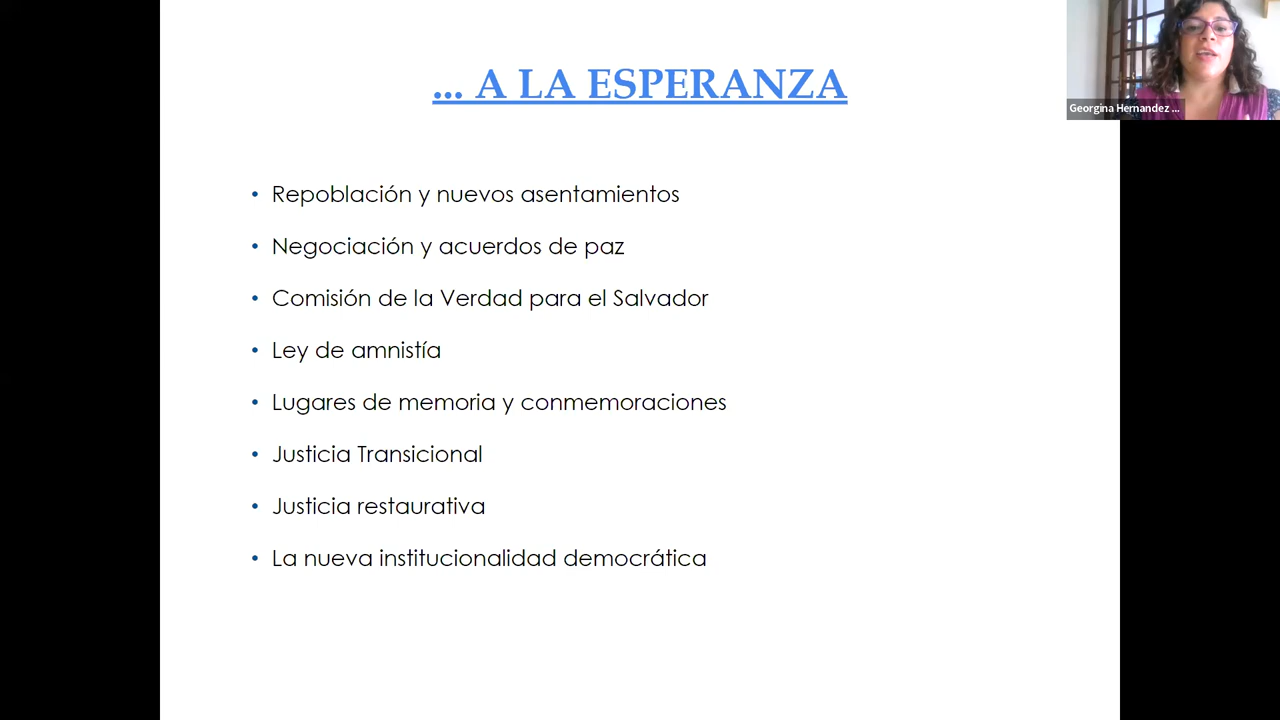 ... A LA ESPERANZA
Georgina Hernandez ...
• Repoblación y nuevos asentamientos
• Negociación y acuerdos de paz
• Comisión de la Verdad para el Salvador
• Ley de amnistía
• Lugares de memoria y conmemoraciones
• Justicia Transicional
• Justicia restaurativa
• La nueva institucionalidad democrática